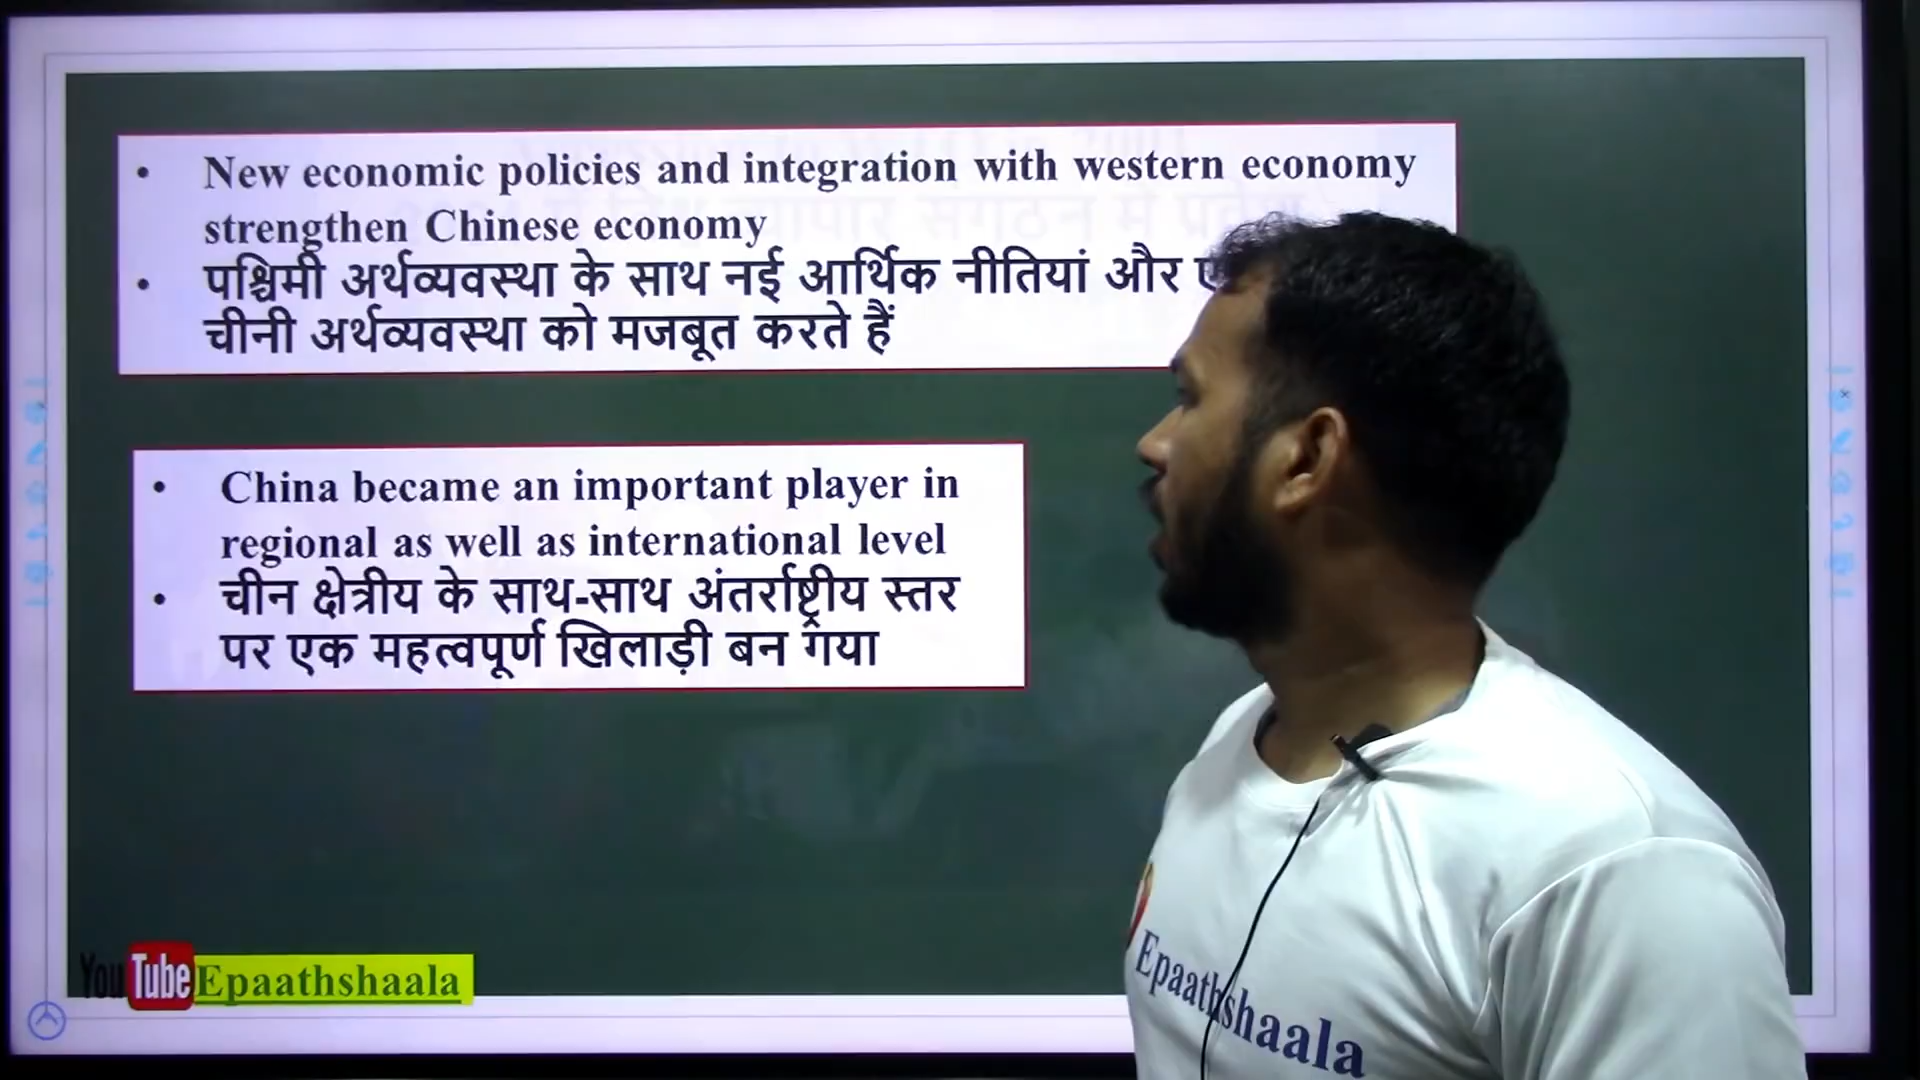 • New economic policies and integration with western economy
strengthen Chinese economy
• पश्चिमी अर्थव्यवस्था के साथ नई आर्थिक नीतियां और
चीनी अर्थव्यवस्था को मजबूत करते हैं
• China became an important player in
regional as well as international level
• चीन क्षेत्रीय के साथ-साथ अंतर्राष्ट्रीय स्तर
पर एक महत्वपूर्ण खिलाड़ी बन गया
YouTube Epaathshaala
Epaathshaala